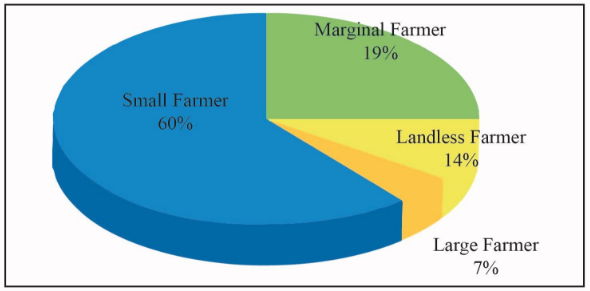 Marginal Farmer
19%
Small Farmer
60%
Landless Farmer
14%
Large Farmer
7%